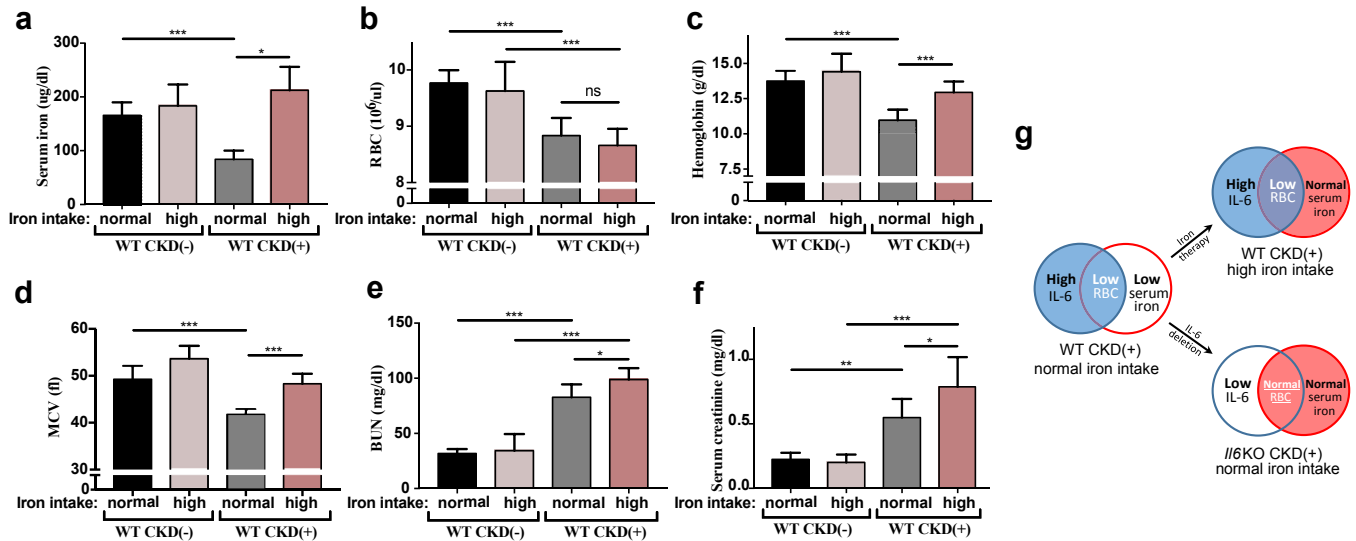 a
***
*
300
200
100
0
Serum iron (ug/dl)
Iron intake: normal high normal high
WT CKD(-) WT CKD(+)
b
***
***
ns
10
9
8
0
RBC (10⁶/ul)
Iron intake: normal high normal high
WT CKD(-) WT CKD(+)
c
***
***
17.5
15.0
12.5
10.0
7.5
0
Hemoglobin (g/dl)
Iron intake: normal high normal high
WT CKD(-) WT CKD(+)
d
***
***
60
50
40
30
0
MCV (fl)
Iron intake: normal high normal high
WT CKD(-) WT CKD(+)
e
***
***
*
150
100
50
0
BUN (mg/dl)
Iron intake: normal high normal high
WT CKD(-) WT CKD(+)
f
***
**
*
1.0
0.5
0.0
Serum creatinine (mg/dl)
Iron intake: normal high normal high
WT CKD(-) WT CKD(+)
g
High
IL-6
Low
RBC
Low
serum
iron
WT CKD(+)
normal iron intake
Iron
therapy
High
IL-6
Low
RBC
Normal
serum
iron
WT CKD(+)
high iron intake
IL-6
deletion
Low
IL-6
Normal
RBC
Normal
serum
iron
Il6KO CKD(+)
normal iron intake